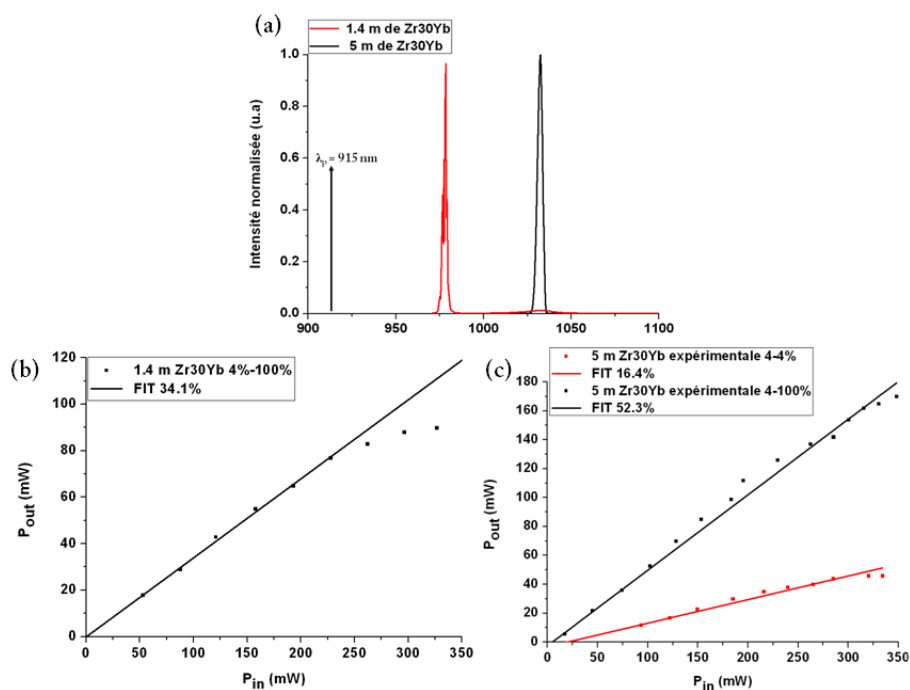 (a)
1.4 m de Zr30Yb
5 m de Zr30Yb
Intensité normalisée (u.a)
1.0
0.8
0.6
0.4
0.2
0.0
λp = 915 nm
900 950 1000 1050 1100
(b)
1.4 m Zr30Yb 4%-100%
FIT 34.1%
Pout (mW)
120
100
80
60
40
20
0
0 50 100 150 200 250 300 350
Pin (mW)
(c)
5 m Zr30Yb expérimentale 4-4%
FIT 16.4%
5 m Zr30Yb expérimentale 4-100%
FIT 52.3%
Pout (mW)
180
160
140
120
100
80
60
40
20
0
0 50 100 150 200 250 300 350
Pin (mW)